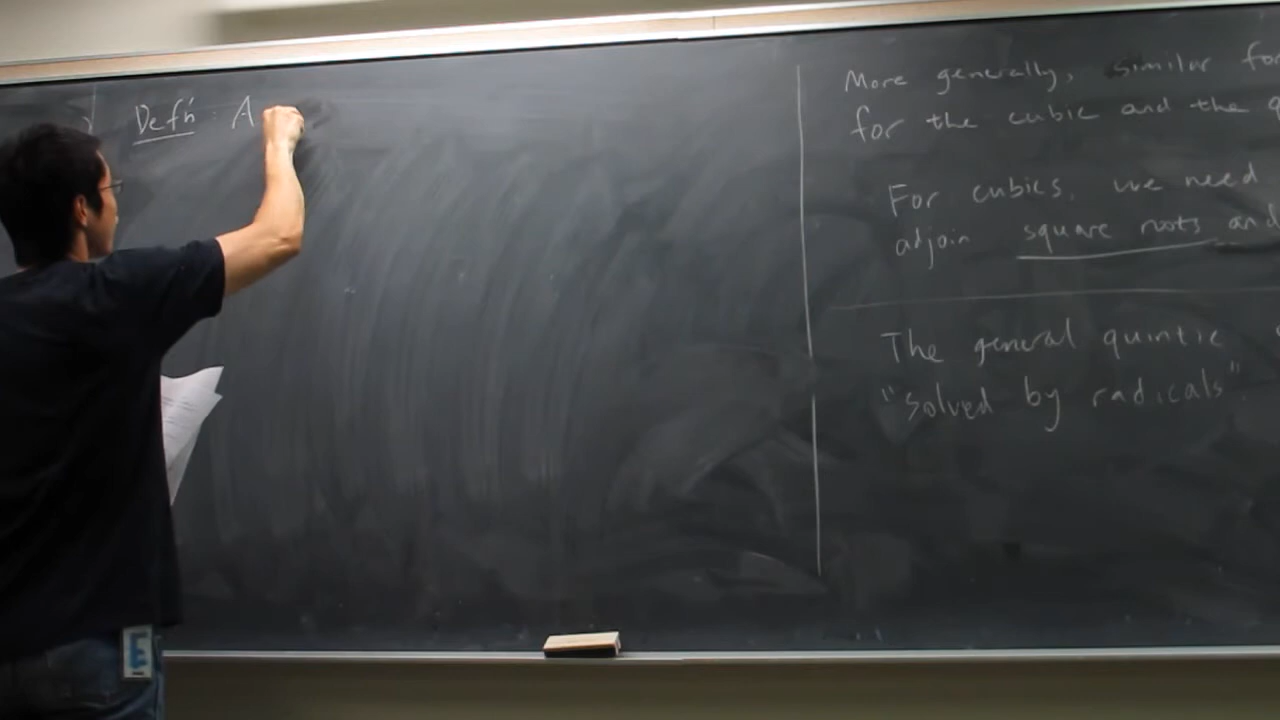 Defn A
More generally, similar for
for the cubic and the q
For cubics, we need
adjoin square roots and
The general quintic
"solved by radicals"